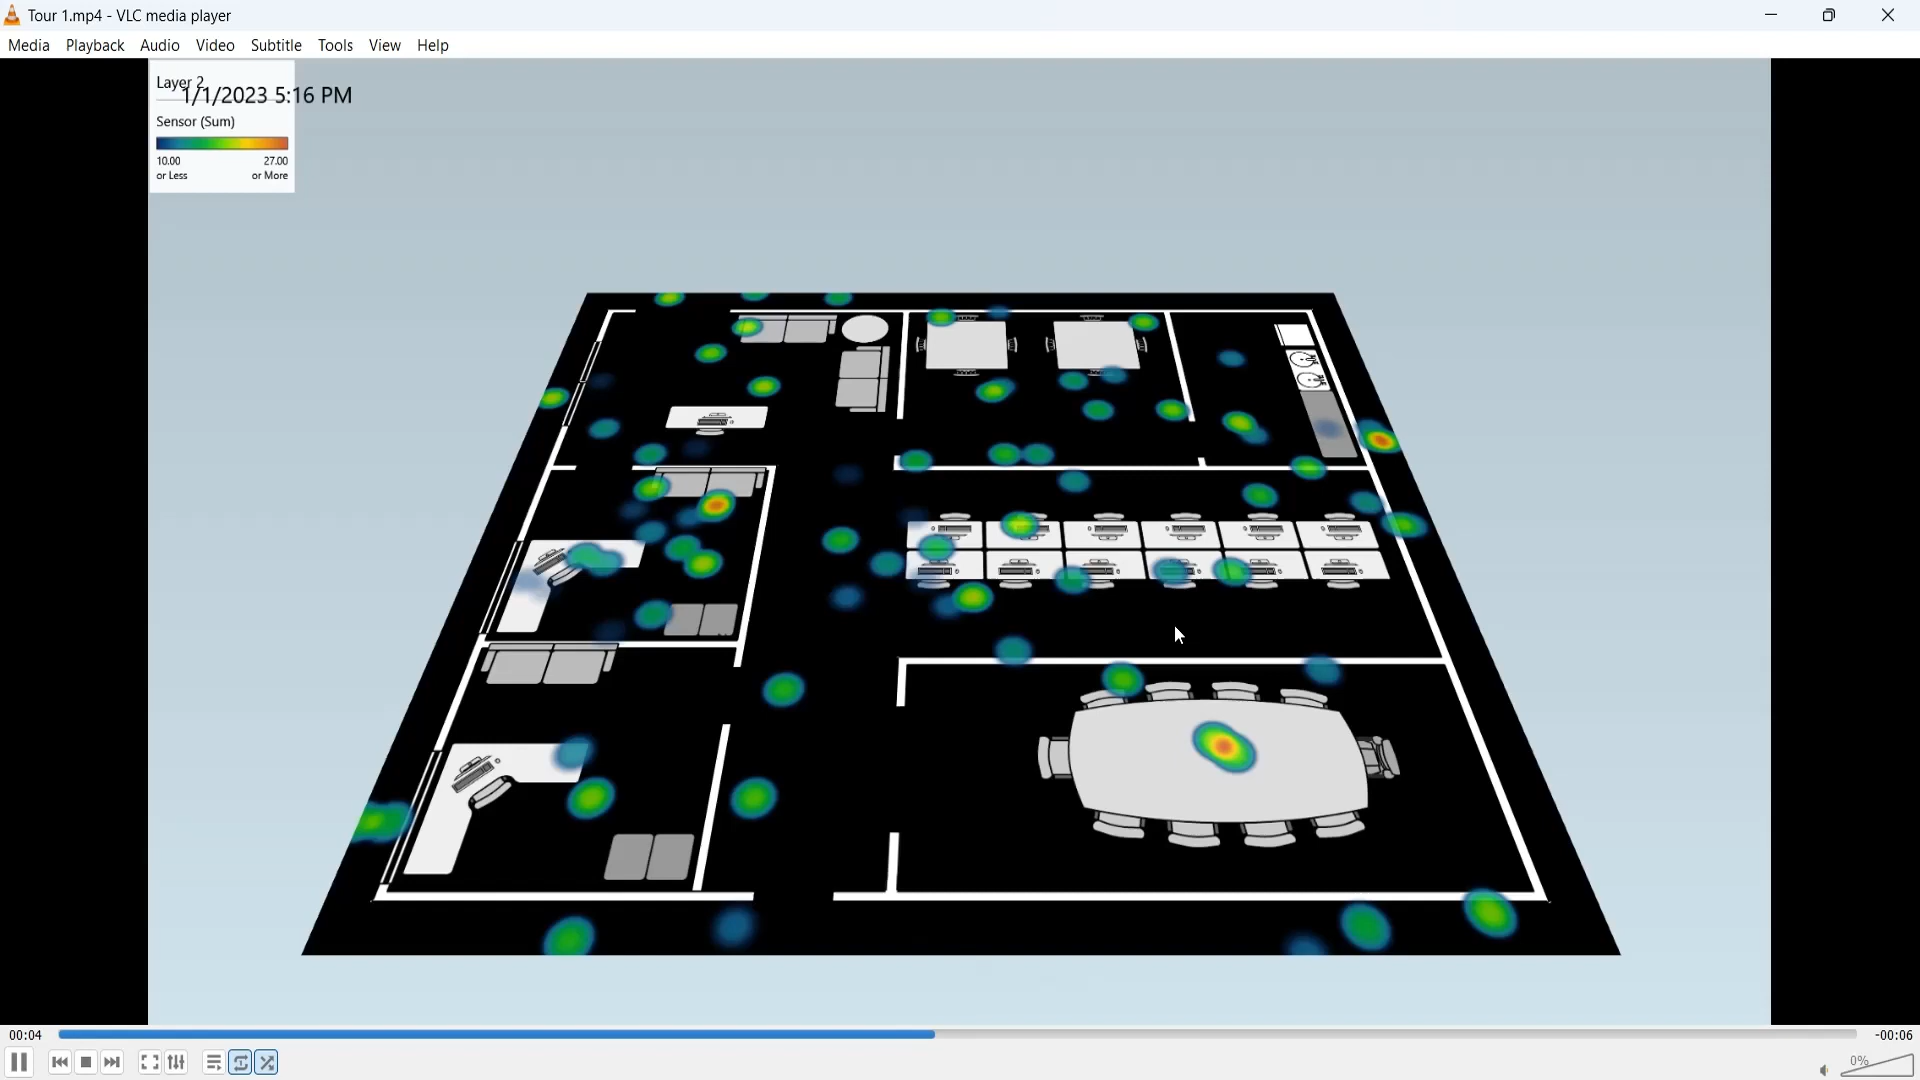 Tour 1.mp4 - VLC media player
Media Playback Audio Video Subtitle Tools View Help
Layer 2
1/1/2023 5:16 PM
Sensor (Sum)
10.00 27.00
or Less or More
00:04 -00:06
0%